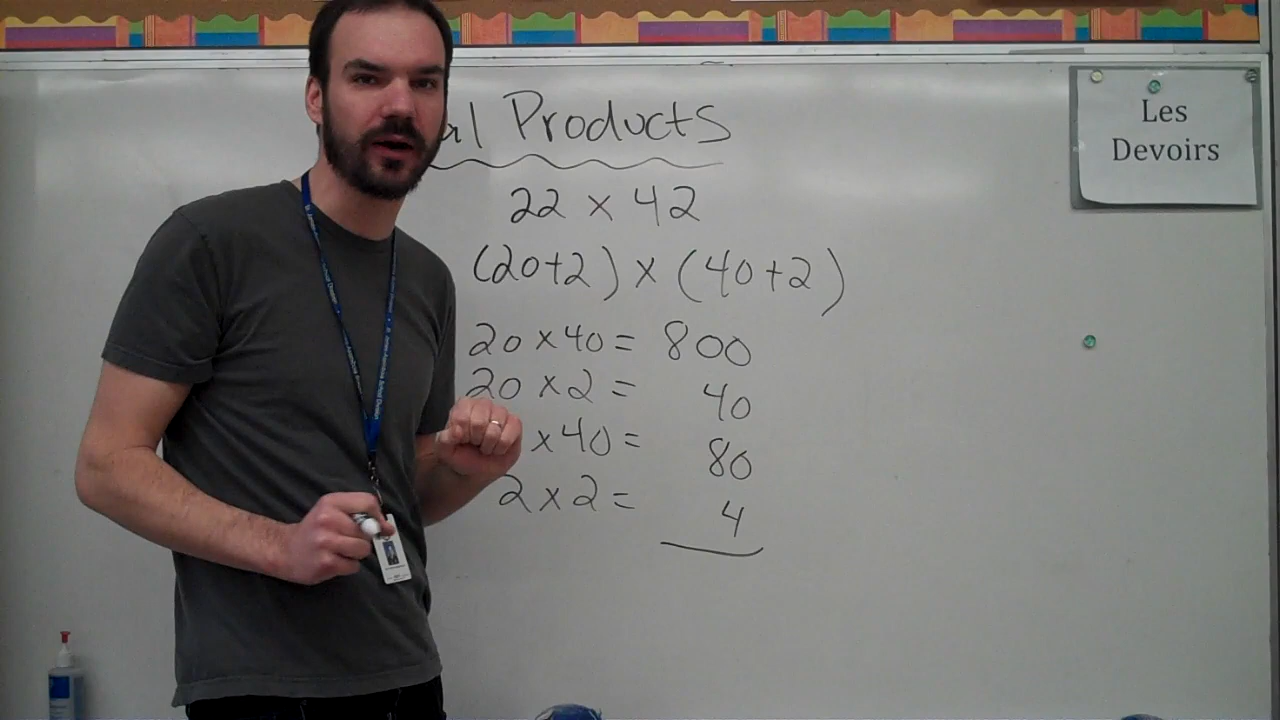 al Products
22 x 42
(20+2) x (40+2)
20 x 40 = 800
20 x 2 = 40
x 40 = 80
2 x 2 = 4
Les
Devoirs